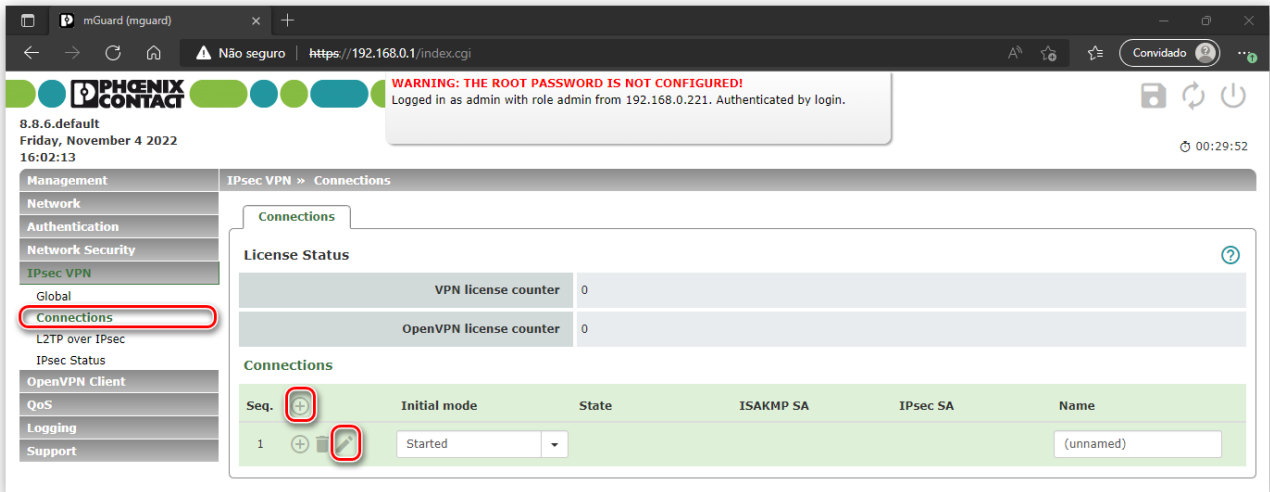 mGuard (mguard)
Não seguro https://192.168.0.1/index.cgi Convidado
PHŒNIX
CONTACT
WARNING: THE ROOT PASSWORD IS NOT CONFIGURED!
Logged in as admin with role admin from 192.168.0.221. Authenticated by login.
8.8.6.default
Friday, November 4 2022
16:02:13
00:29:52
Management
Network
Authentication
Network Security
IPsec VPN
Global
Connections
L2TP over IPsec
IPsec Status
OpenVPN Client
QoS
Logging
Support
IPsec VPN » Connections
Connections
License Status
VPN license counter 0
OpenVPN license counter 0
Connections
Seq. Initial mode State ISAKMP SA IPsec SA Name
1 Started (unnamed)